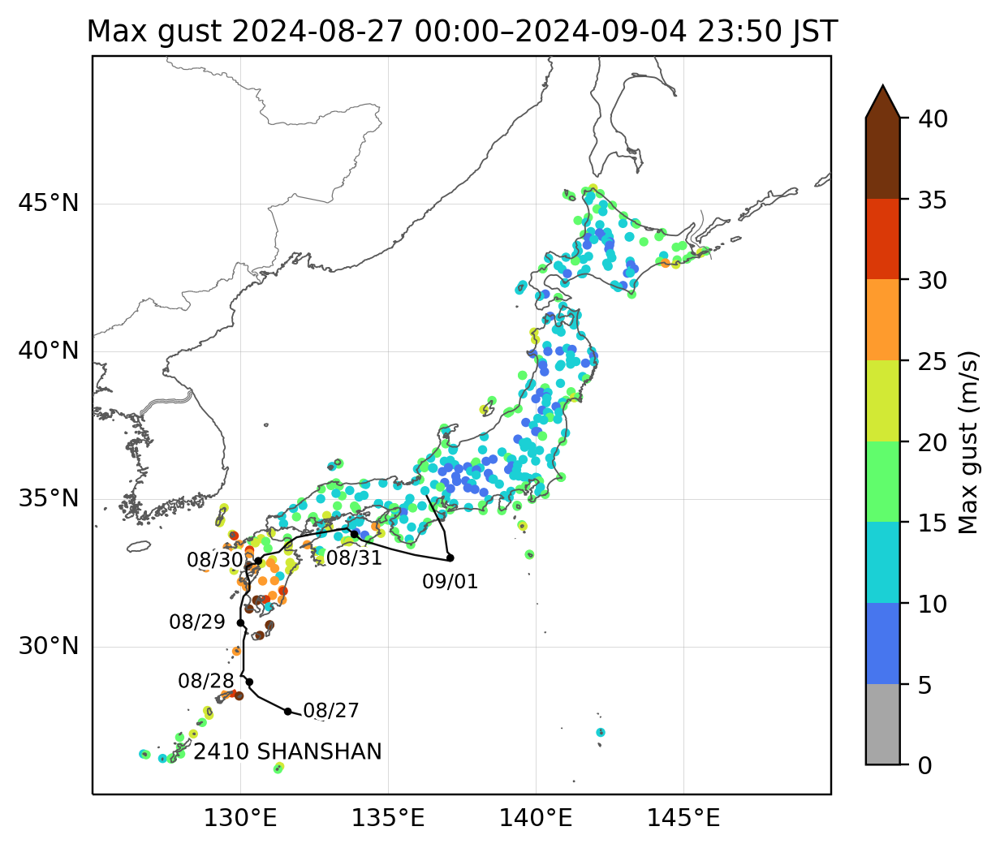 Max gust 2024-08-27 00:00–2024-09-04 23:50 JST
45°N
40°N
35°N
30°N
130°E
135°E
140°E
145°E
08/30
08/31
09/01
08/29
08/28
08/27
2410 SHANSHAN
40
35
30
25
20
15
10
5
0
Max gust (m/s)